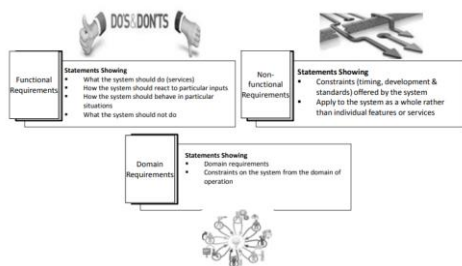 DO'S & DON'TS
Functional
Requirements
Statements Showing
▪ What the system should do (services)
▪ How the system should react to particular inputs
▪ How the system should behave in particular
situations
▪ What the system should not do
Non-
functional
Requirements
Statements Showing
▪ Constraints (timing, development &
standards) offered by the system
▪ Apply to the system as a whole rather
than individual features or services
Domain
Requirements
Statements Showing
▪ Domain requirements
▪ Constraints on the system from the domain of
operation